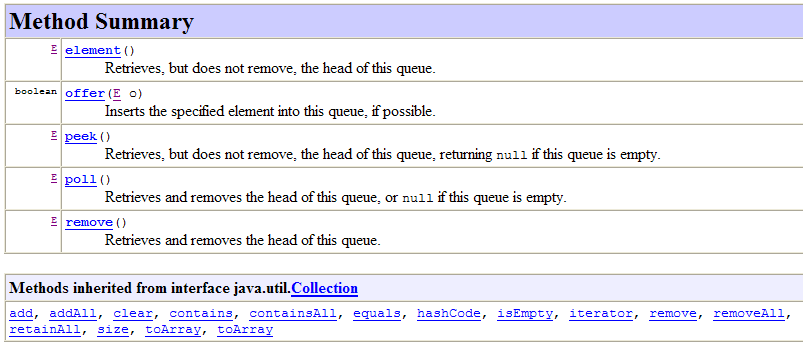 Method Summary
E element()
Retrieves, but does not remove, the head of this queue.
boolean offer(E o)
Inserts the specified element into this queue, if possible.
E peek()
Retrieves, but does not remove, the head of this queue, returning null if this queue is empty.
E poll()
Retrieves and removes the head of this queue, or null if this queue is empty.
E remove()
Retrieves and removes the head of this queue.
Methods inherited from interface java.util.Collection
add, addAll, clear, contains, containsAll, equals, hashCode, isEmpty, iterator, remove, removeAll,
retainAll, size, toArray, toArray